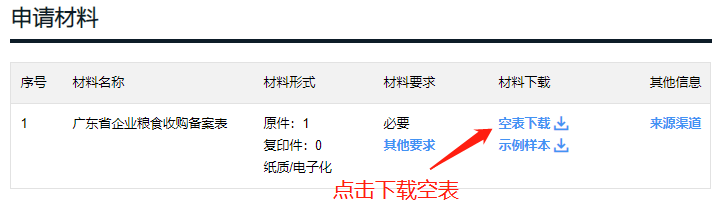 申请材料
序号 材料名称 材料形式 材料要求 材料下载 其他信息
1 广东省企业粮食收购备案表 原件：1 必要 空表下载 来源渠道
复印件：0 其他要求 示例样本
纸质/电子化
点击下载空表